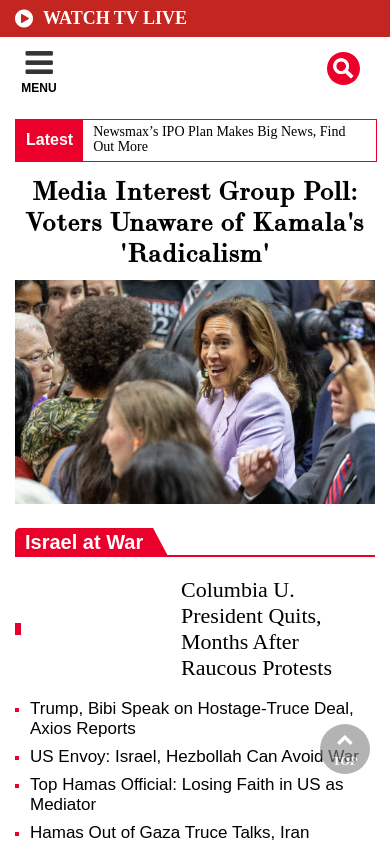 WATCH TV LIVE
MENU
Latest
Newsmax’s IPO Plan Makes Big News, Find
Out More
Media Interest Group Poll:
Voters Unaware of Kamala's
'Radicalism'
Israel at War
Columbia U.
President Quits,
Months After
Raucous Protests
Trump, Bibi Speak on Hostage-Truce Deal,
Axios Reports
US Envoy: Israel, Hezbollah Can Avoid War
TOP
Top Hamas Official: Losing Faith in US as
Mediator
Hamas Out of Gaza Truce Talks, Iran